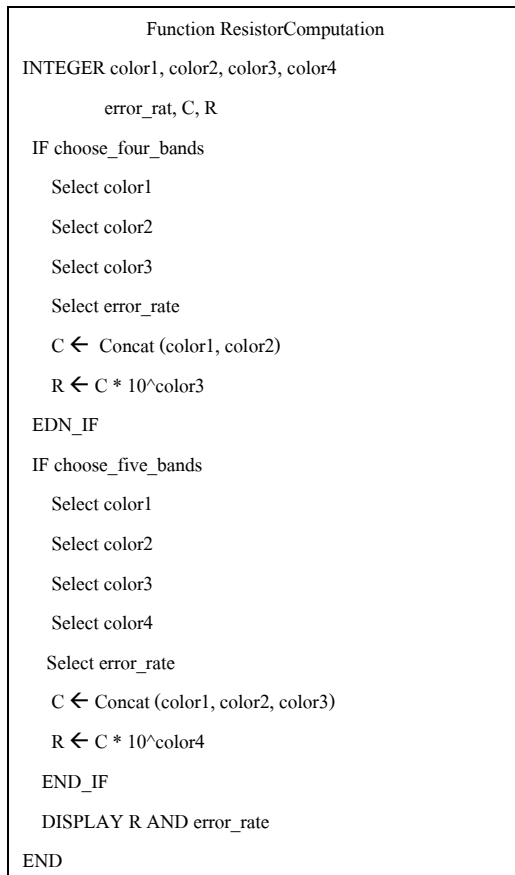 Function ResistorComputation
INTEGER color1, color2, color3, color4
error_rat, C, R
IF choose_four_bands
Select color1
Select color2
Select color3
Select error_rate
C ← Concat (color1, color2)
R ← C * 10^color3
EDN_IF
IF choose_five_bands
Select color1
Select color2
Select color3
Select color4
Select error_rate
C ← Concat (color1, color2, color3)
R ← C * 10^color4
END_IF
DISPLAY R AND error_rate
END